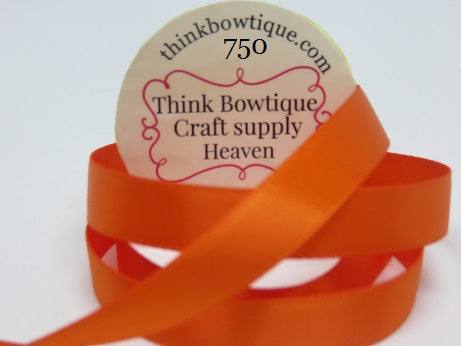 thinkbowtique.com
750
Think Bowtique
Craft supply
Heaven